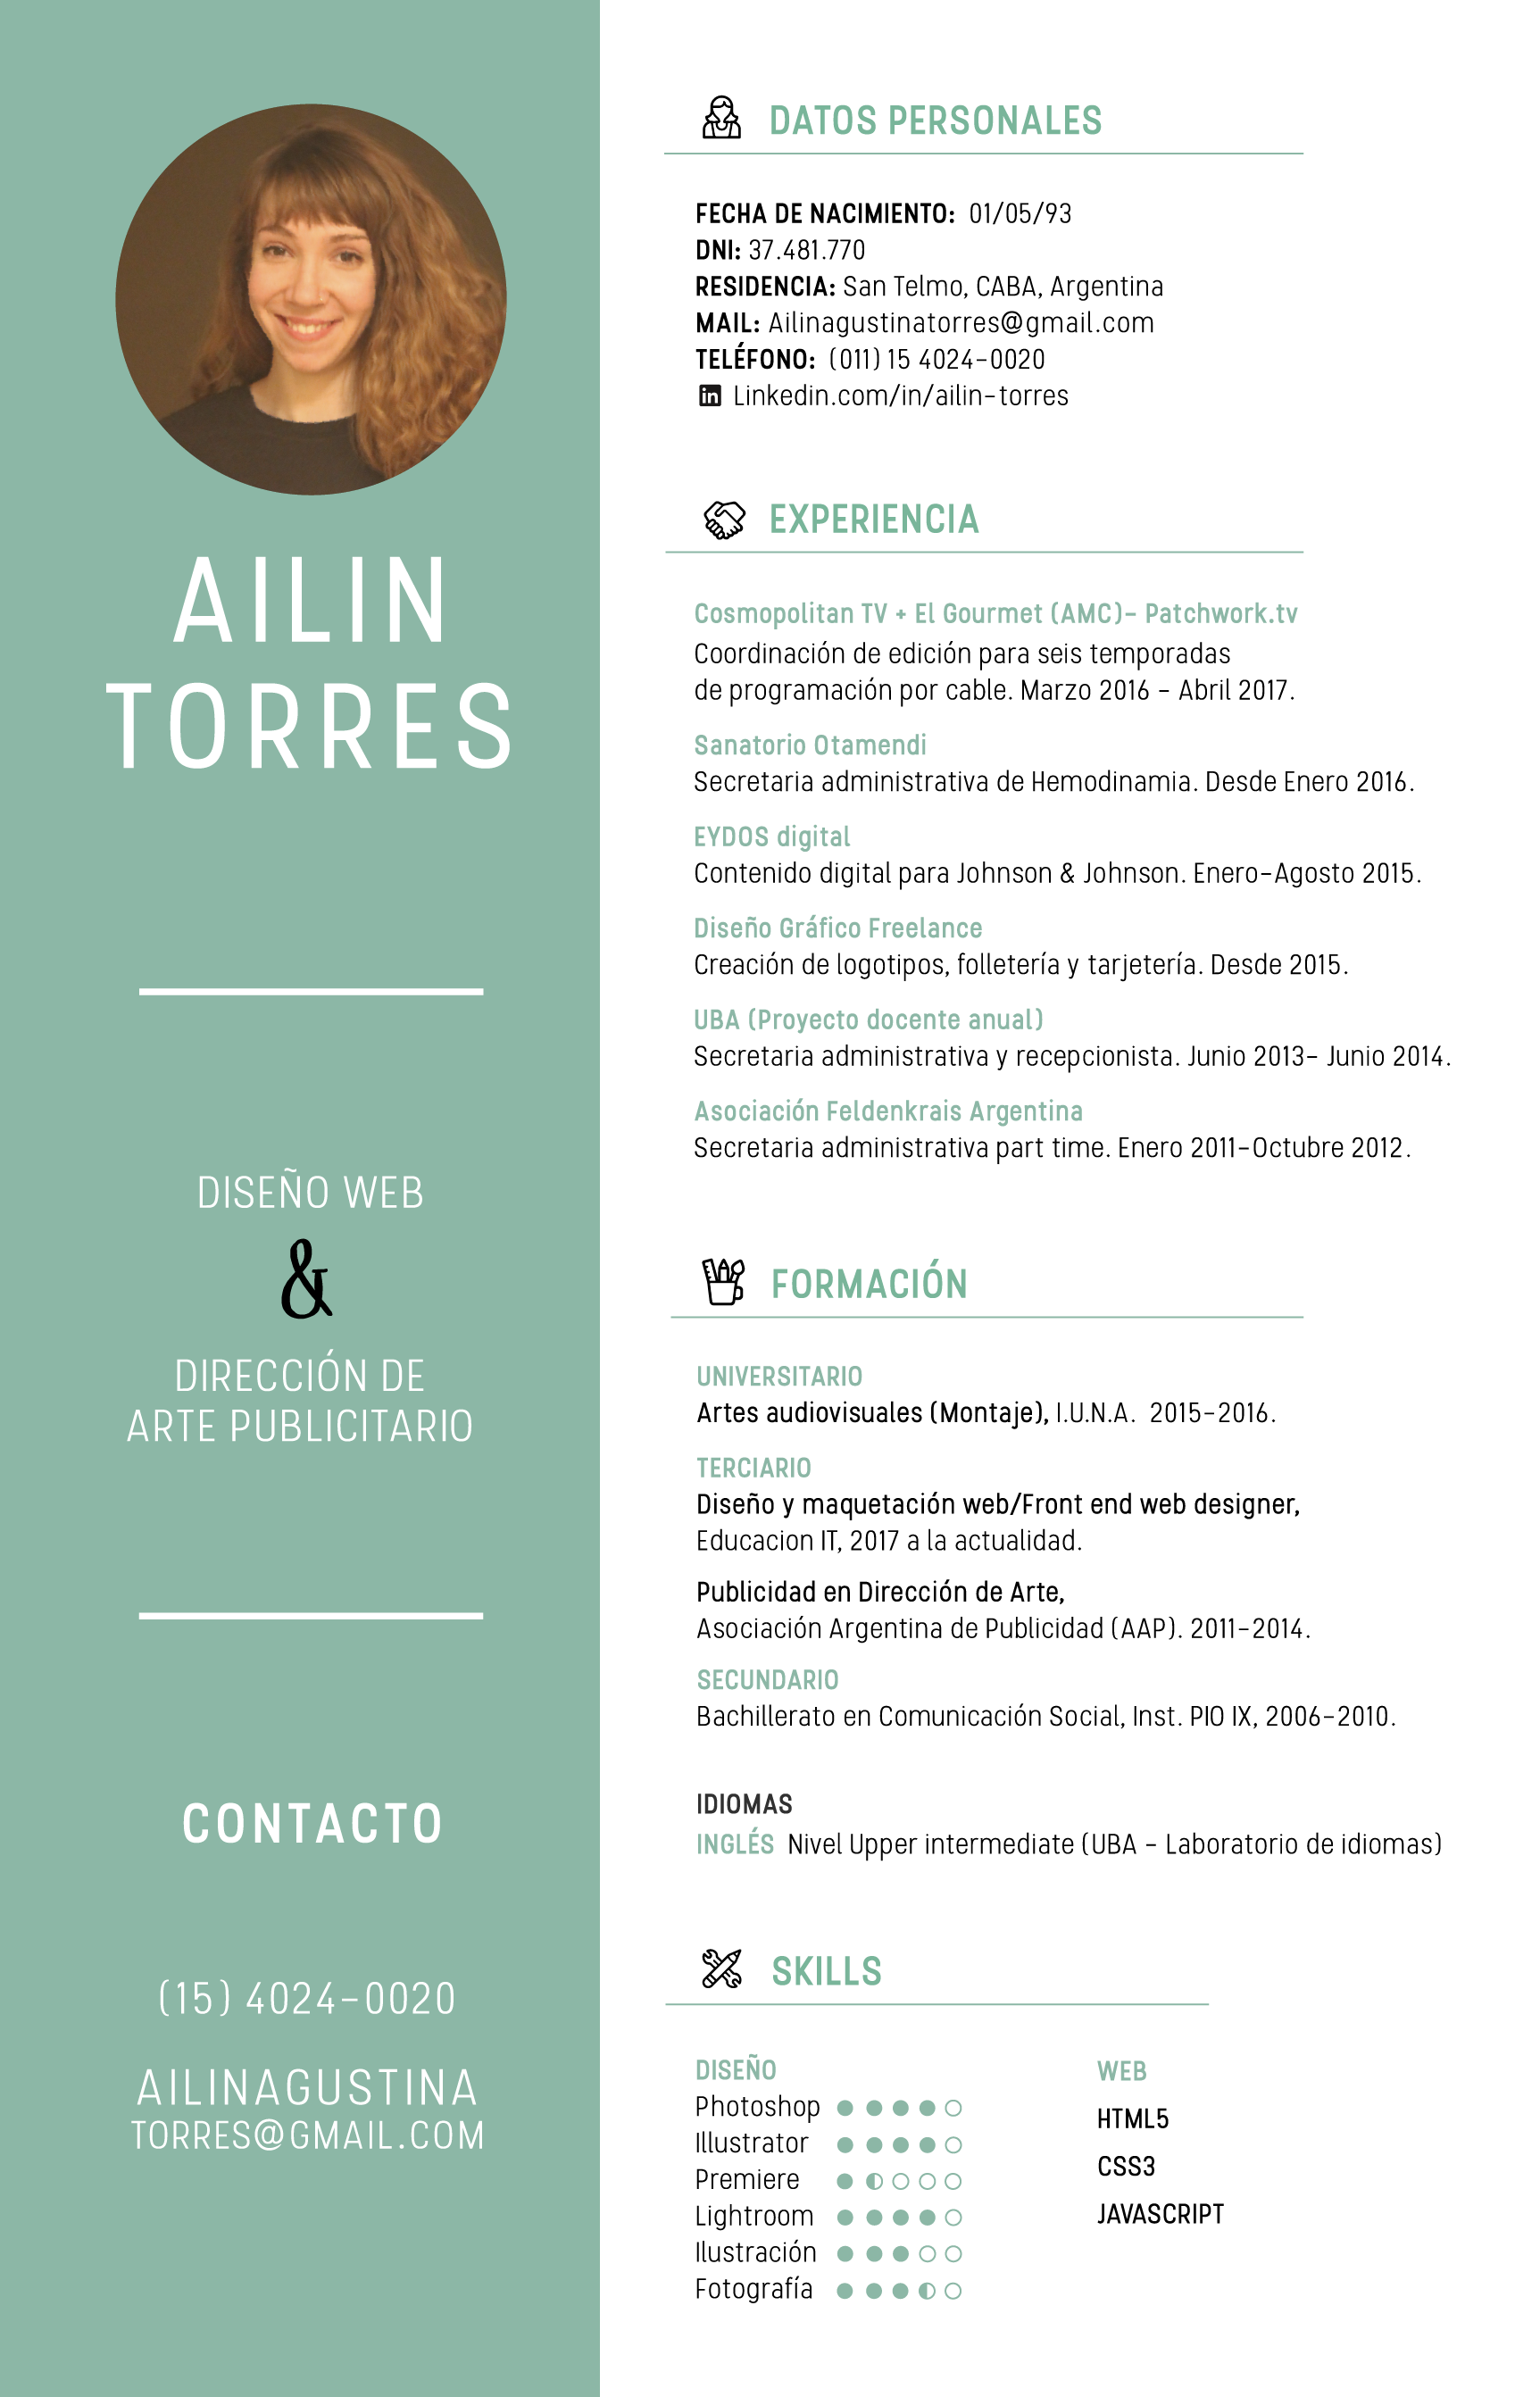 AILIN
TORRES
DISEÑO WEB
&
DIRECCIÓN DE
ARTE PUBLICITARIO
CONTACTO
(15) 4024-0020
AILINAGUSTINA
TORRES@GMAIL.COM
DATOS PERSONALES
FECHA DE NACIMIENTO: 01/05/93
DNI: 37.481.770
RESIDENCIA: San Telmo, CABA, Argentina
MAIL: Ailinagustinatorres@gmail.com
TELÉFONO: (011) 15 4024-0020
in Linkedin.com/in/ailin-torres
EXPERIENCIA
Cosmopolitan TV + El Gourmet (AMC)- Patchwork.tv
Coordinación de edición para seis temporadas
de programación por cable. Marzo 2016 - Abril 2017.
Sanatorio Otamendi
Secretaria administrativa de Hemodinamia. Desde Enero 2016.
EYDOS digital
Contenido digital para Johnson & Johnson. Enero-Agosto 2015.
Diseño Gráfico Freelance
Creación de logotipos, folletería y tarjetería. Desde 2015.
UBA (Proyecto docente anual)
Secretaria administrativa y recepcionista. Junio 2013- Junio 2014.
Asociación Feldenkrais Argentina
Secretaria administrativa part time. Enero 2011-Octubre 2012.
FORMACIÓN
UNIVERSITARIO
Artes audiovisuales (Montaje), I.U.N.A. 2015-2016.
TERCIARIO
Diseño y maquetación web/Front end web designer,
Educacion IT, 2017 a la actualidad.
Publicidad en Dirección de Arte,
Asociación Argentina de Publicidad (AAP). 2011-2014.
SECUNDARIO
Bachillerato en Comunicación Social, Inst. PIO IX, 2006-2010.
IDIOMAS
INGLÉS Nivel Upper intermediate (UBA - Laboratorio de idiomas)
SKILLS
DISEÑO
Photoshop
Illustrator
Premiere
Lightroom
Ilustración
Fotografía
WEB
HTML5
CSS3
JAVASCRIPT